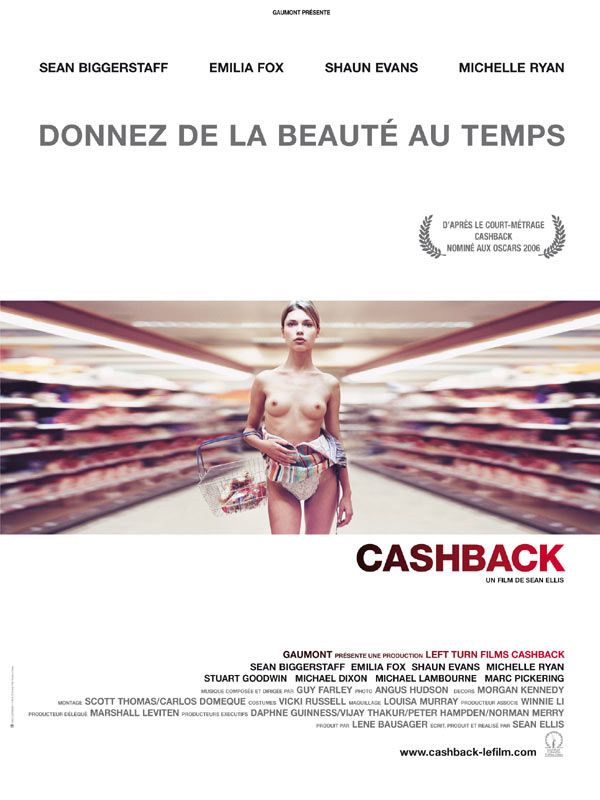 GAUMONT PRÉSENTE
SEAN BIGGERSTAFF EMILIA FOX SHAUN EVANS MICHELLE RYAN
DONNEZ DE LA BEAUTÉ AU TEMPS
D'APRÈS LE COURT-MÉTRAGE
CASHBACK
NOMINÉ AUX OSCARS 2006
CASHBACK
UN FILM DE SEAN ELLIS
GAUMONT PRÉSENTE UNE PRODUCTION LEFT TURN FILMS CASHBACK
SEAN BIGGERSTAFF EMILIA FOX SHAUN EVANS MICHELLE RYAN
STUART GOODWIN MICHAEL DIXON MICHAEL LAMBOURNE MARC PICKERING
MUSIQUE COMPOSÉE ET DIRIGÉE PAR GUY FARLEY PHOTO ANGUS HUDSON DECORS MORGAN KENNEDY
MONTAGE SCOTT THOMAS/CARLOS DOMEQUE COSTUMES VICKI RUSSELL MAQUILLAGE LOUISA MURRAY PRODUCTEUR ASSOCIE WINNIE LI
PRODUCTEUR DÉLÉGUÉ MARSHALL LEVITEN PRODUCTEURS EXECUTIFS DAPHNE GUINNESS/VIJAY THAKUR/PETER HAMPDEN/NORMAN MERRY
PRODUIT PAR LENE BAUSAGER ECRIT, PRODUIT ET RÉALISÉ PAR SEAN ELLIS
www.cashback-lefilm.com